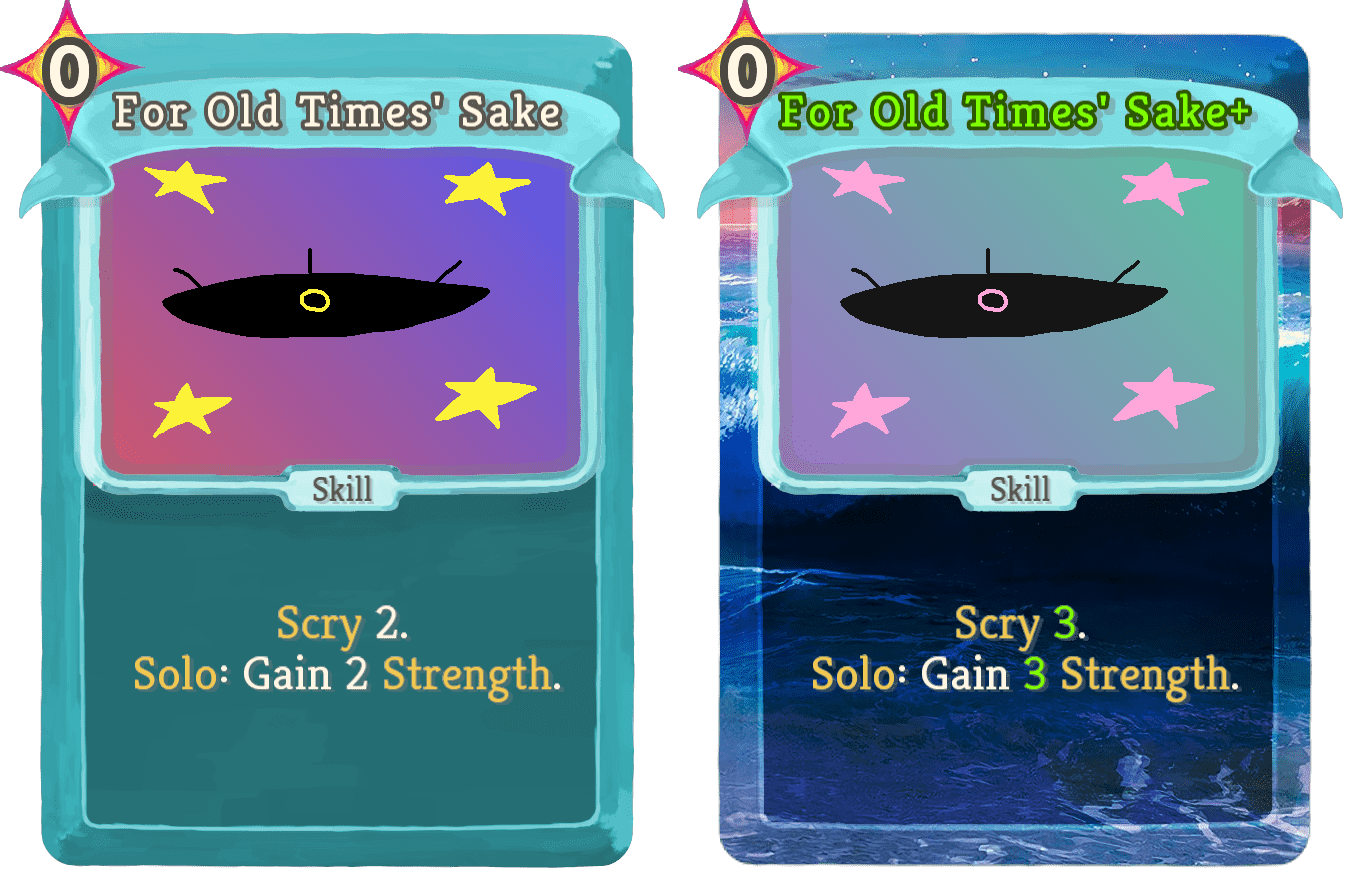 0
For Old Times' Sake
Skill
Scry 2.
Solo: Gain 2 Strength.
0
For Old Times' Sake+
Skill
Scry 3.
Solo: Gain 3 Strength.